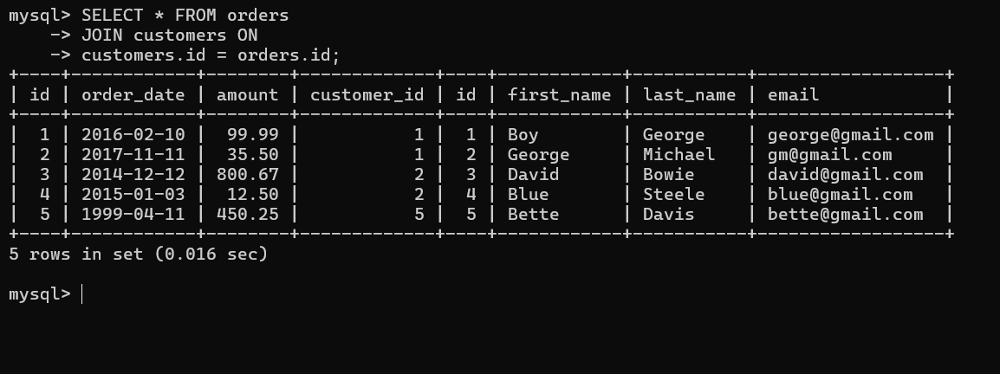 mysql> SELECT * FROM orders
    -> JOIN customers ON
    -> customers.id = orders.id;
+----+------------+--------+-------------+----+------------+-----------+------------------+
| id | order_date | amount | customer_id | id | first_name | last_name | email            |
+----+------------+--------+-------------+----+------------+-----------+------------------+
|  1 | 2016-02-10 |  99.99 |           1 |  1 | Boy        | George    | george@gmail.com |
|  2 | 2017-11-11 |  35.50 |           1 |  2 | George     | Michael   | gm@gmail.com     |
|  3 | 2014-12-12 | 800.67 |           2 |  3 | David      | Bowie     | david@gmail.com  |
|  4 | 2015-01-03 |  12.50 |           2 |  4 | Blue       | Steele    | blue@gmail.com   |
|  5 | 1999-04-11 | 450.25 |           5 |  5 | Bette      | Davis     | bette@gmail.com  |
+----+------------+--------+-------------+----+------------+-----------+------------------+
5 rows in set (0.016 sec)

mysql>